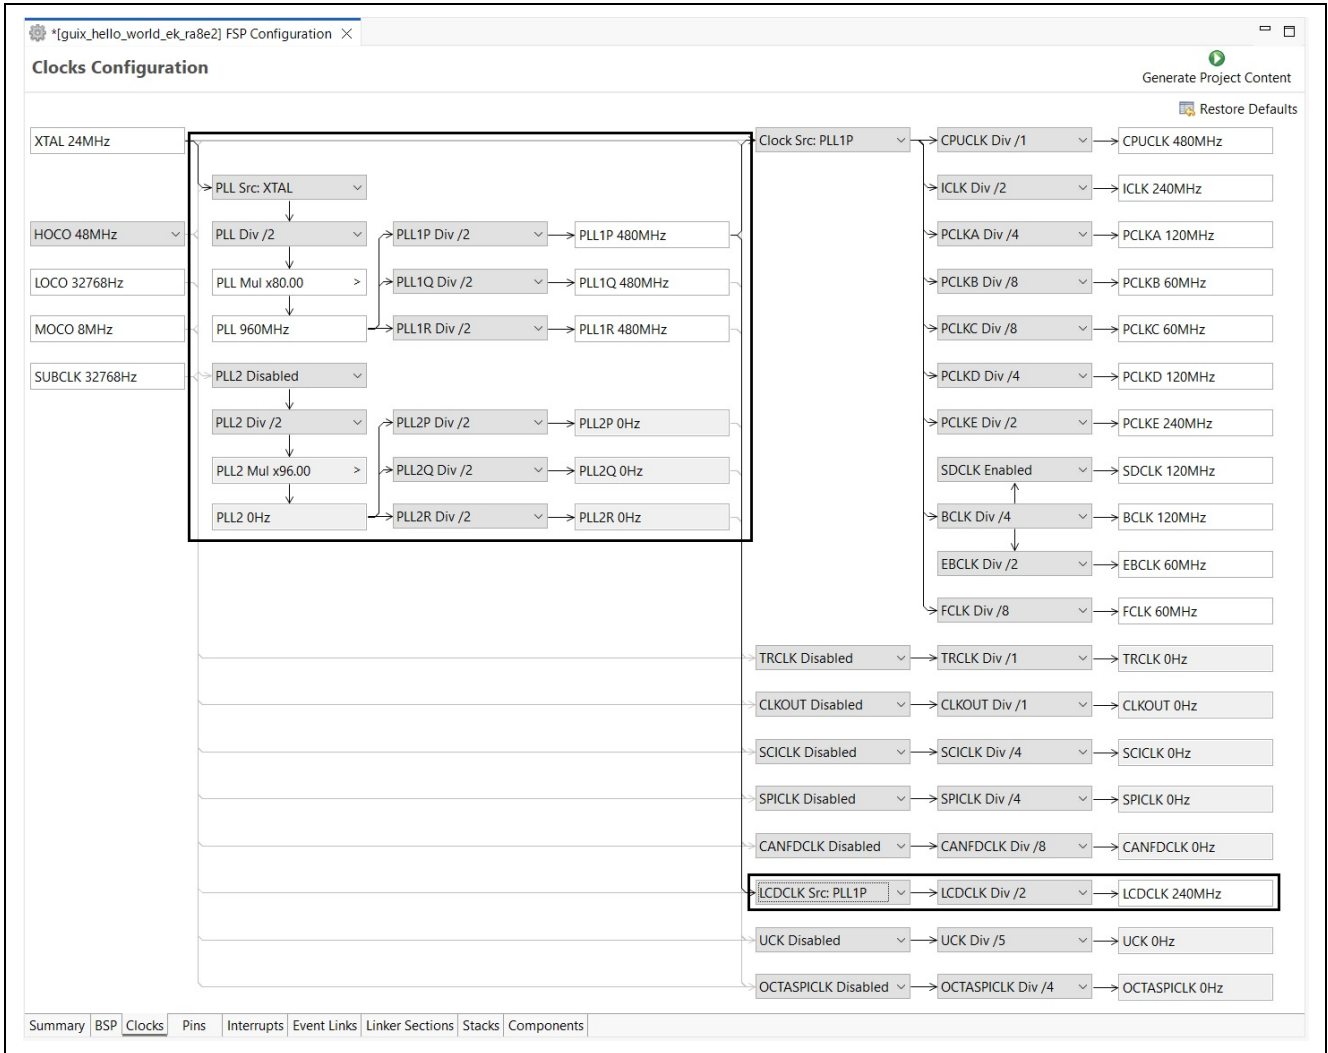 *[guix_hello_world_ek_ra8e2] FSP Configuration
Clocks Configuration
Generate Project Content
Restore Defaults
XTAL 24MHz
Clock Src: PLL1P
CPUCLK Div /1
CPUCLK 480MHz
PLL Src: XTAL
ICLK Div /2
ICLK 240MHz
HOCO 48MHz
PLL Div /2
PLL1P Div /2
PLL1P 480MHz
PCLKA Div /4
PCLKA 120MHz
LOCO 32768Hz
PLL Mul x80.00 >
PLL1Q Div /2
PLL1Q 480MHz
PCLKB Div /8
PCLKB 60MHz
MOCO 8MHz
PLL 960MHz
PLL1R Div /2
PLL1R 480MHz
PCLKC Div /8
PCLKC 60MHz
SUBCLK 32768Hz
PLL2 Disabled
PCLKD Div /4
PCLKD 120MHz
PLL2 Div /2
PLL2P Div /2
PLL2P 0Hz
PCLKE Div /2
PCLKE 240MHz
PLL2 Mul x96.00 >
PLL2Q Div /2
PLL2Q 0Hz
SDCLK Enabled
SDCLK 120MHz
PLL2 0Hz
PLL2R Div /2
PLL2R 0Hz
BCLK Div /4
BCLK 120MHz
EBCLK Div /2
EBCLK 60MHz
FCLK Div /8
FCLK 60MHz
TRCLK Disabled
TRCLK Div /1
TRCLK 0Hz
CLKOUT Disabled
CLKOUT Div /1
CLKOUT 0Hz
SCICLK Disabled
SCICLK Div /4
SCICLK 0Hz
SPICLK Disabled
SPICLK Div /4
SPICLK 0Hz
CANFDCLK Disabled
CANFDCLK Div /8
CANFDCLK 0Hz
LCDCLK Src: PLL1P
LCDCLK Div /2
LCDCLK 240MHz
UCK Disabled
UCK Div /5
UCK 0Hz
OCTASPICLK Disabled
OCTASPICLK Div /4
OCTASPICLK 0Hz
Summary BSP Clocks Pins Interrupts Event Links Linker Sections Stacks Components